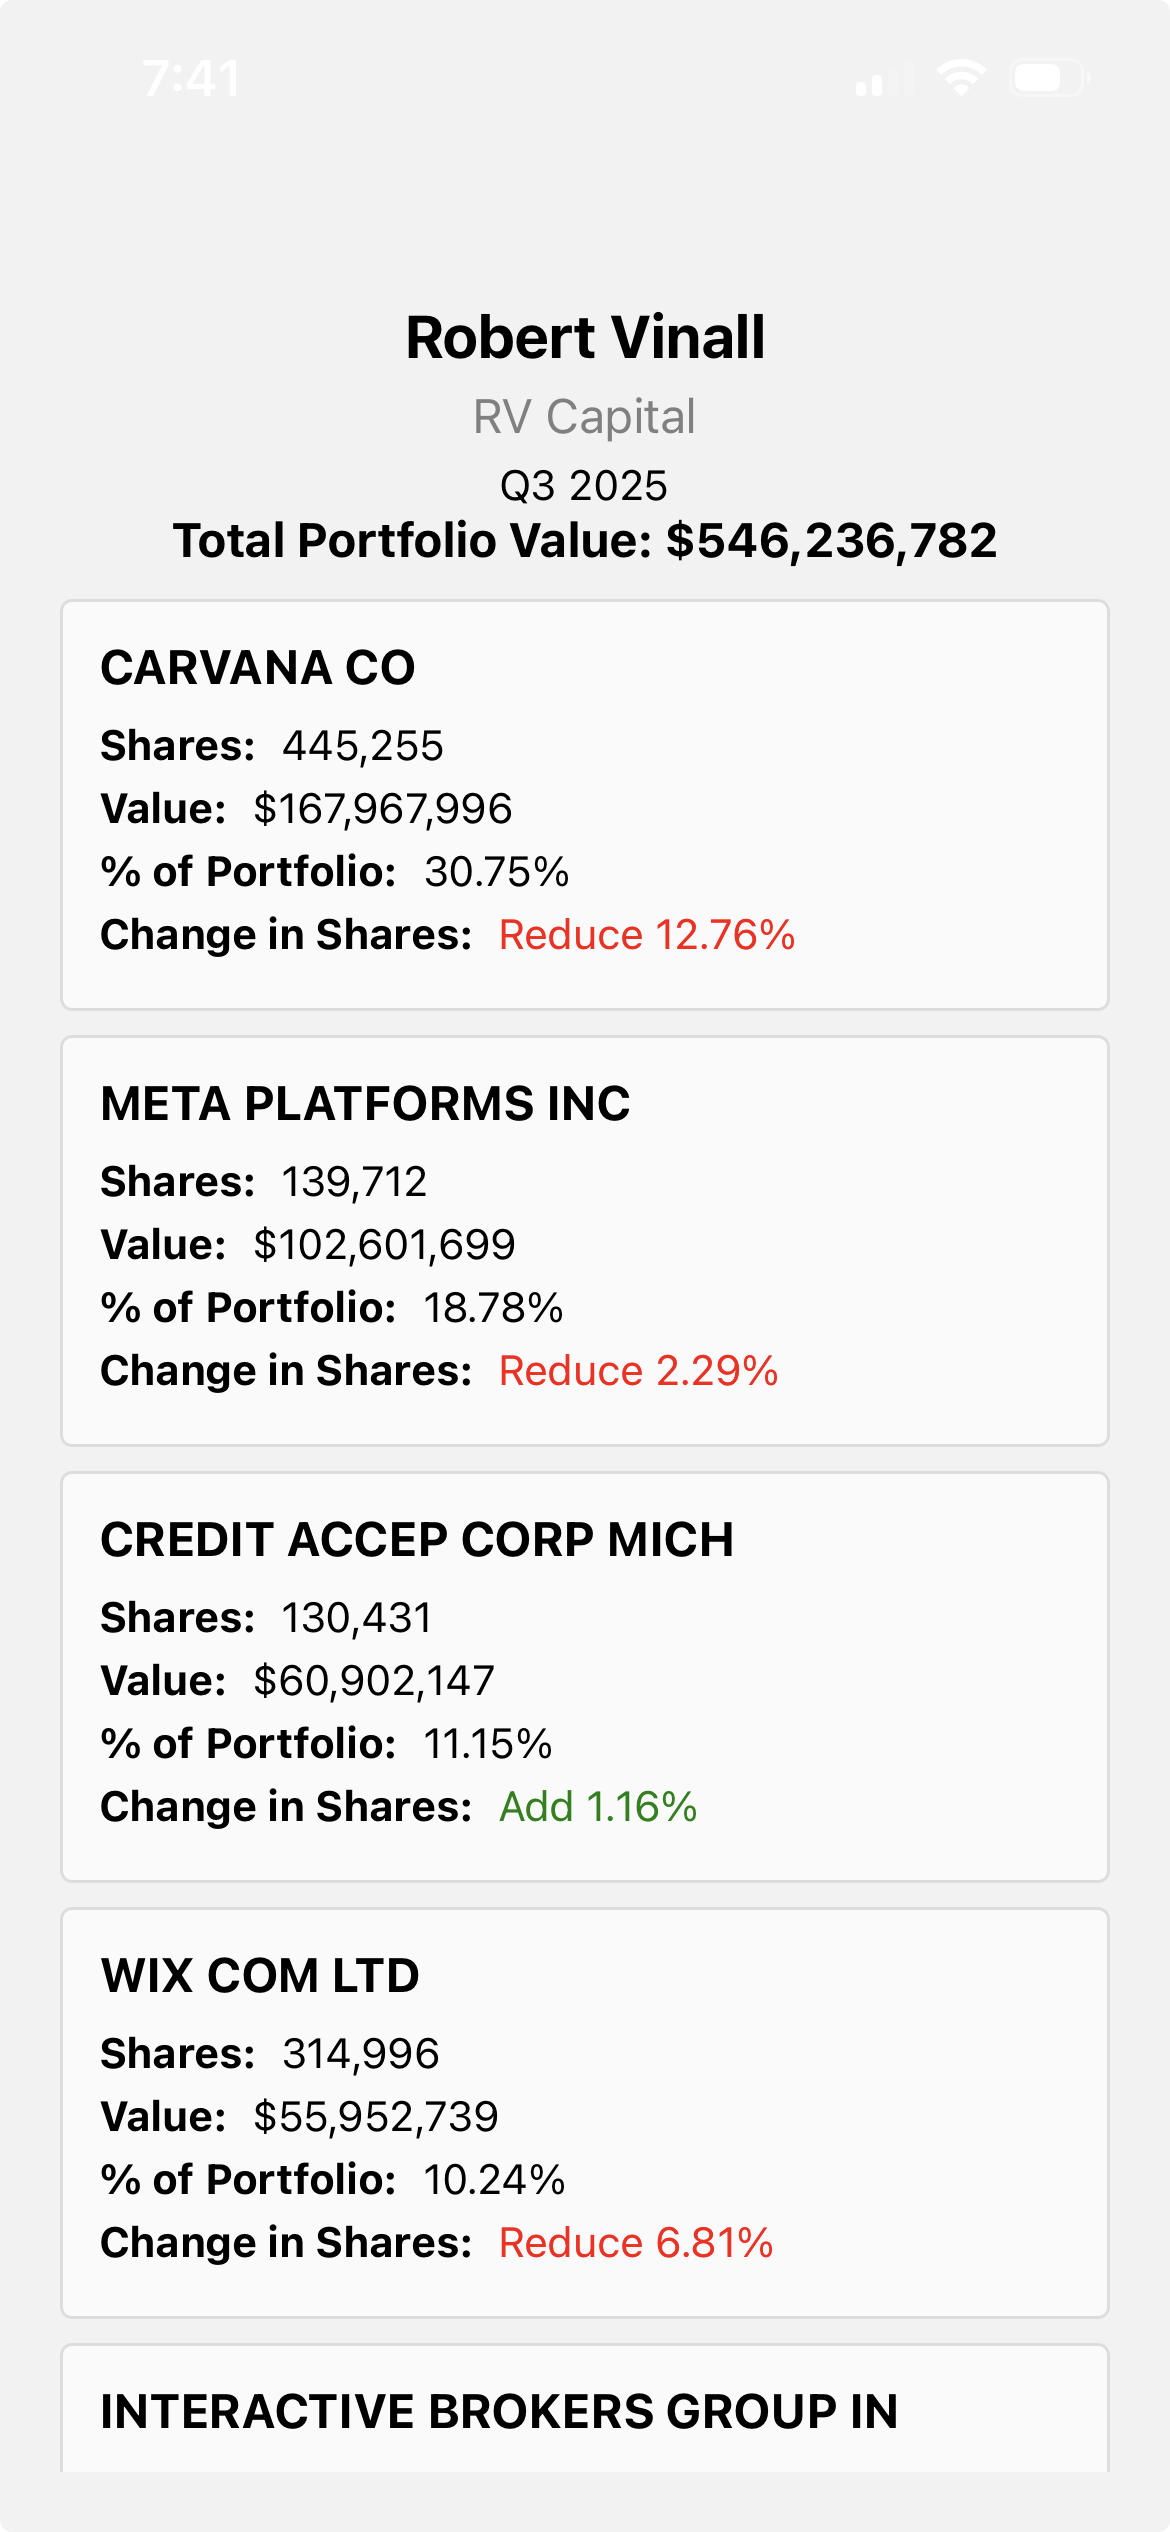 7:41
Robert Vinall
RV Capital
Q3 2025
Total Portfolio Value: $546,236,782
CARVANA CO
Shares: 445,255
Value: $167,967,996
% of Portfolio: 30.75%
Change in Shares: Reduce 12.76%
META PLATFORMS INC
Shares: 139,712
Value: $102,601,699
% of Portfolio: 18.78%
Change in Shares: Reduce 2.29%
CREDIT ACCEP CORP MICH
Shares: 130,431
Value: $60,902,147
% of Portfolio: 11.15%
Change in Shares: Add 1.16%
WIX COM LTD
Shares: 314,996
Value: $55,952,739
% of Portfolio: 10.24%
Change in Shares: Reduce 6.81%
INTERACTIVE BROKERS GROUP IN